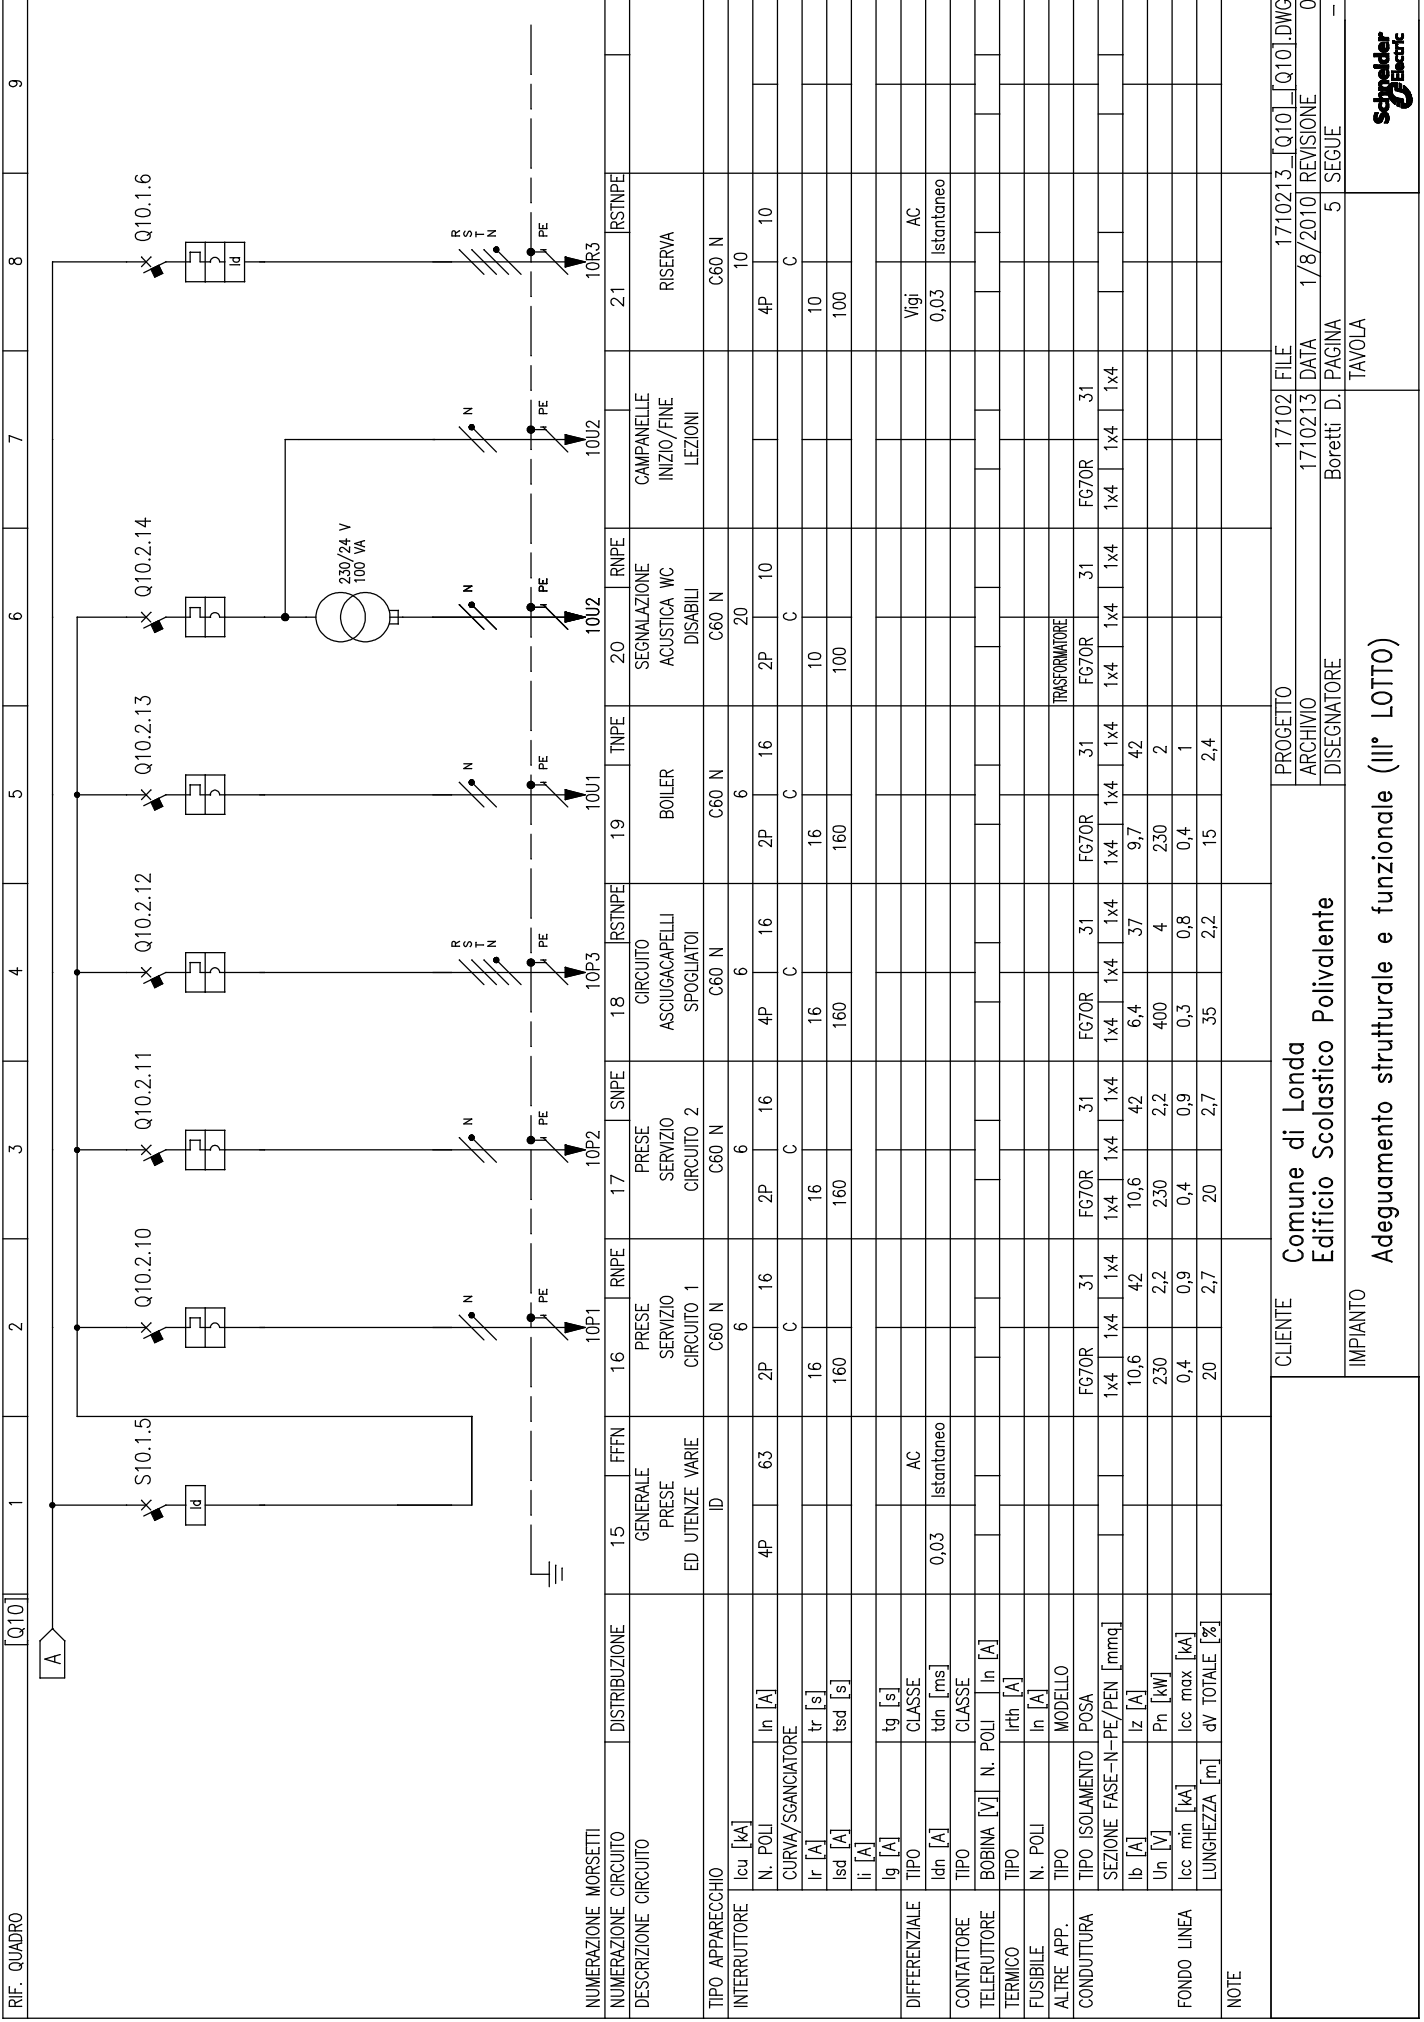 RIF. QUADRO [Q10] 1 2 3 4 5 6 7 8 9
A
S10.1.5 Q10.2.10 Q10.2.11 Q10.2.12 Q10.2.13 Q10.2.14 Q10.1.6
Id Id
230/24 V
100 VA
N N R S T N N N N R S T N
PE PE PE PE PE PE PE
NUMERAZIONE MORSETTI 10P1 10P2 10P3 10U1 10U2 10U2 10R3
NUMERAZIONE CIRCUITO DISTRIBUZIONE 15 FFFN 16 RNPE 17 SNPE 18 RSTNPE 19 TNPE 20 RNPE 21 RSTNPE
DESCRIZIONE CIRCUITO
GENERALE
PRESE
ED UTENZE VARIE
PRESE
SERVIZIO
CIRCUITO 1
PRESE
SERVIZIO
CIRCUITO 2
CIRCUITO
ASCIUGACAPELLI
SPOGLIATOI
BOILER
SEGNALAZIONE
ACUSTICA WC
DISABILI
CAMPANELLE
INIZIO/FINE
LEZIONI
RISERVA
TIPO APPARECCHIO ID C60 N C60 N C60 N C60 N C60 N C60 N
INTERRUTTORE Icu [kA] 6 6 6 6 20 10
N. POLI In [A] 4P 63 2P 16 2P 16 4P 16 2P 16 2P 10 4P 10
CURVA/SGANCIATORE C C C C C C
Ir [A] tr [s] 16 16 16 16 10 10
Isd [A] tsd [s] 160 160 160 160 100 100
Ii [A]
Ig [A] tg [s]
DIFFERENZIALE TIPO CLASSE AC Vigi AC
Idn [A] tdn [ms] 0,03 Istantaneo 0,03 Istantaneo
CONTATTORE TIPO CLASSE
TELERUTTORE BOBINA [V] N. POLI In [A]
TERMICO TIPO Irth [A]
FUSIBILE N. POLI In [A]
ALTRE APP. TIPO MODELLO TRASFORMATORE
CONDUTTURA TIPO ISOLAMENTO POSA FG7OR 31 FG7OR 31 FG7OR 31 FG7OR 31 FG7OR 31 FG7OR 31
SEZIONE FASE-N-PE/PEN [mmq] 1x4 1x4 1x4 1x4 1x4 1x4 1x4 1x4 1x4 1x4 1x4 1x4 1x4 1x4 1x4 1x4 1x4 1x4
Ib [A] Iz [A] 10,6 42 10,6 42 6,4 37 9,7 42
Un [V] Pn [kW] 230 2,2 230 2,2 400 4 230 2
FONDO LINEA Icc min [kA] Icc max [kA] 0,4 0,9 0,4 0,9 0,3 0,8 0,4 1
LUNGHEZZA [m] dV TOTALE [%] 20 2,7 20 2,7 35 2,2 15 2,4
NOTE
CLIENTE
Comune di Londa
Edificio Scolastico Polivalente
IMPIANTO
Adeguamento strutturale e funzionale (III° LOTTO)
PROGETTO 17102 FILE 1710213_[Q10]_[Q10].DWG
ARCHIVIO 1710213 DATA 1/8/2010 REVISIONE 0
DISEGNATORE Boretti D. PAGINA 5 SEGUE -
TAVOLA
Schneider
Electric